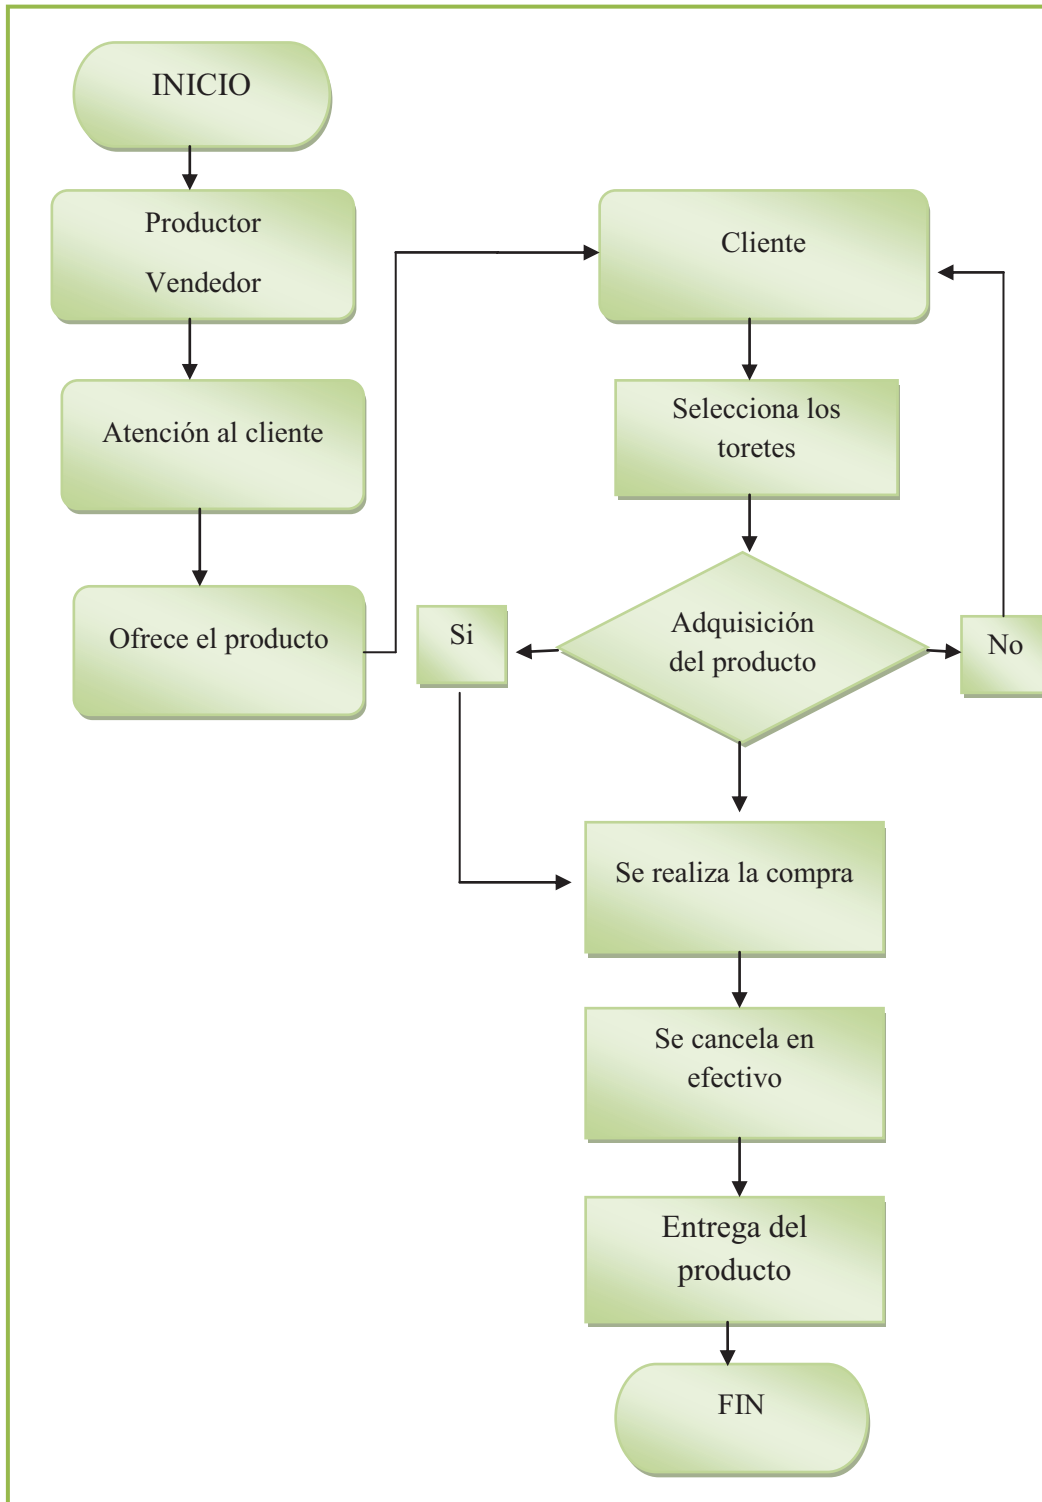 INICIO
Productor
Vendedor
Atención al cliente
Ofrece el producto
Cliente
Selecciona los
toretes
Adquisición
del producto
Si
No
Se realiza la compra
Se cancela en
efectivo
Entrega del
producto
FIN